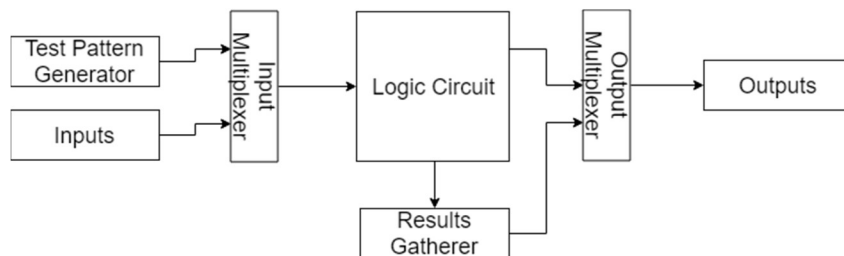 Test Pattern
Generator
Inputs
Input
Multiplexer
Logic Circuit
Results
Gatherer
Output
Multiplexer
Outputs